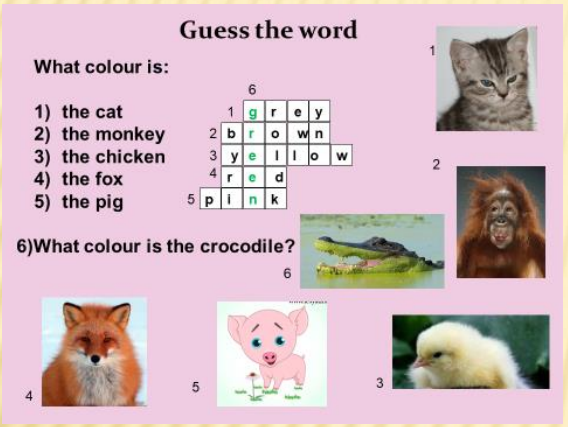 Guess the word
What colour is:
1) the cat
2) the monkey
3) the chicken
4) the fox
5) the pig
6)What colour is the crocodile?
6
1 g r e y
2 b r o w n
3 y e l l o w
4 r e d
5 p i n k
1
2
6
3
4
5